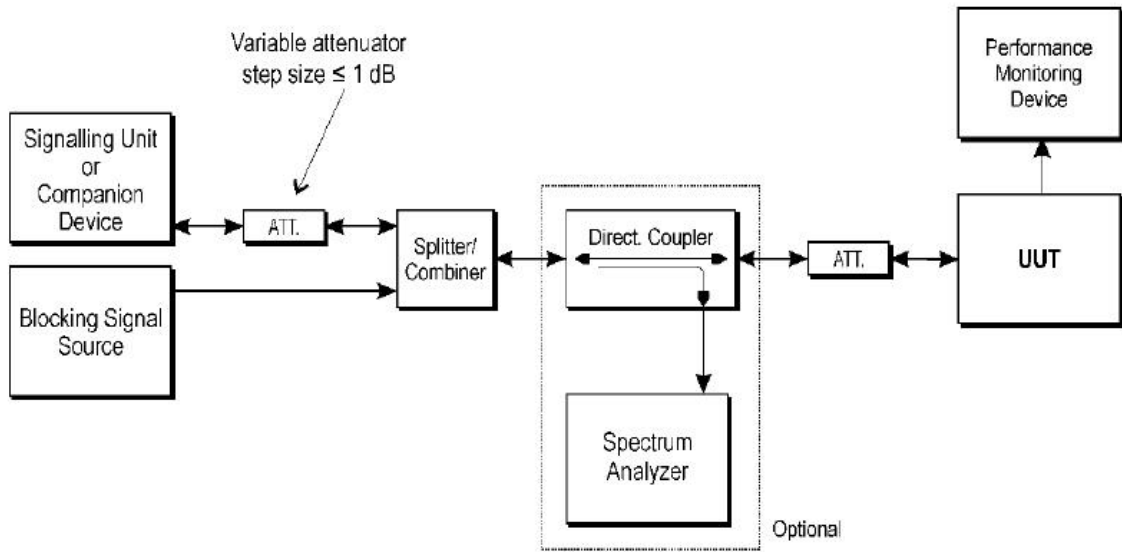 Variable attenuator
step size ≤ 1 dB
Performance
Monitoring
Device
Signalling Unit
or
Companion
Device
ATT.
Splitter/
Combiner
Direct. Coupler
ATT.
UUT
Blocking Signal
Source
Spectrum
Analyzer
Optional